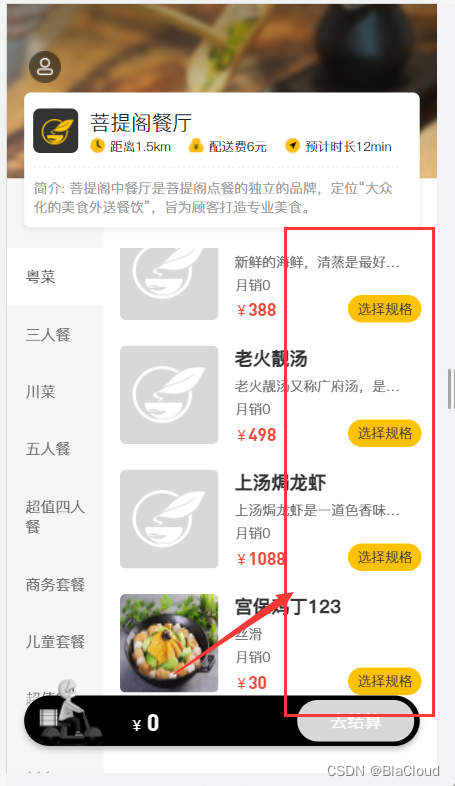 菩提阁餐厅
距离1.5km 配送费6元 预计时长12min
简介: 菩提阁中餐厅是菩提阁点餐的独立的品牌，定位“大众
化的美食外送餐饮”，旨为顾客打造专业美食。
粤菜
三人餐
川菜
五人餐
超值四人
餐
商务套餐
儿童套餐
新鲜的海鲜，清蒸是最好...
月销0
￥388 选择规格
老火靓汤
老火靓汤又称广府汤，是...
月销0
￥498 选择规格
上汤焗龙虾
上汤焗龙虾是一道色香味...
月销0
￥1088 选择规格
宫保鸡丁123
丝滑
月销0
￥30 选择规格
￥0 去结算
CSDN @BlaCloud